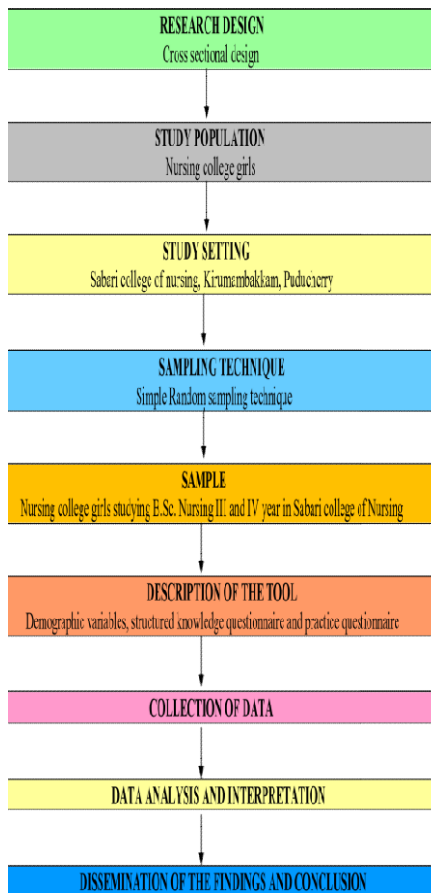 RESEARCH DESIGN
Cross sectional design
STUDY POPULATION
Nursing college girls
STUDY SETTING
Sabari college of nursing, Kirumambakkam, Puducherry
SAMPLING TECHNIQUE
Simple Random sampling technique
SAMPLE
Nursing college girls studying B.Sc. Nursing III and IV year in Sabari college of Nursing
DESCRIPTION OF THE TOOL
Demographic variables, structured knowledge questionnaire and practice questionnaire
COLLECTION OF DATA
DATA ANALYSIS AND INTERPRETATION
DISSEMINATION OF THE FINDINGS AND CONCLUSION